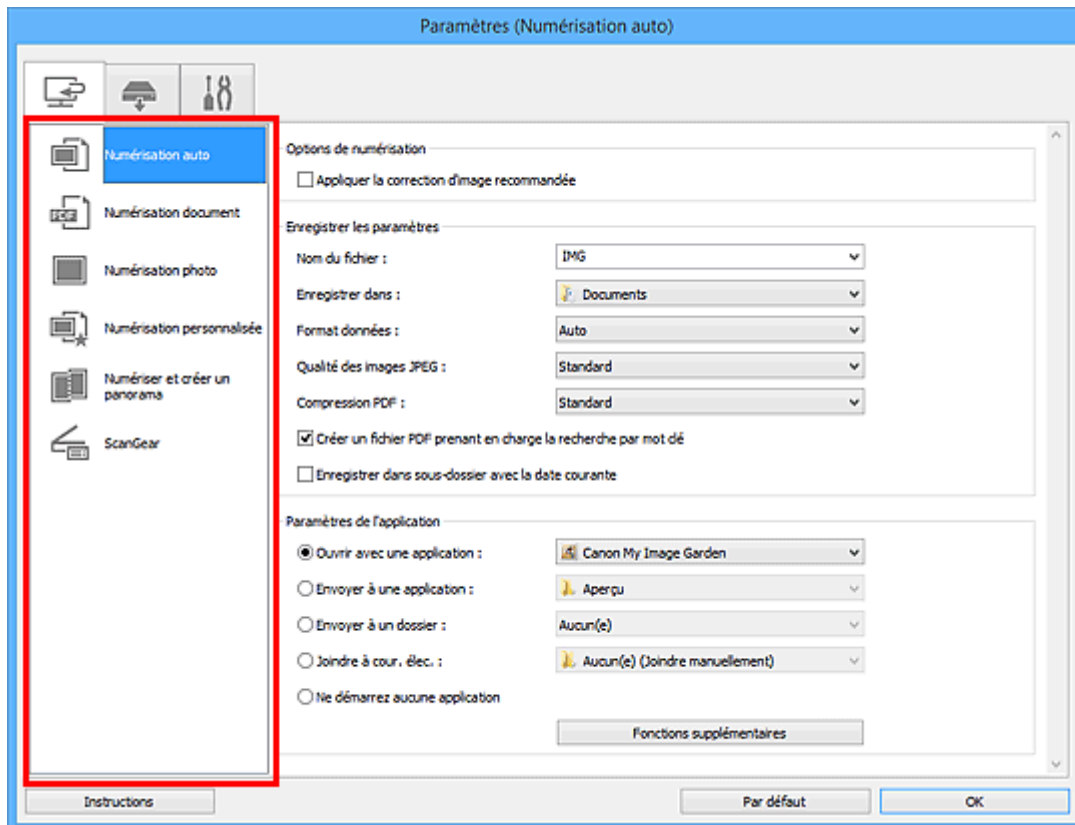 Paramètres (Numérisation auto)
Numérisation auto
Numérisation document
Numérisation photo
Numérisation personnalisée
Numériser et créer un
panorama
ScanGear
Options de numérisation
Appliquer la correction d'image recommandée
Enregistrer les paramètres
Nom du fichier : IMG
Enregistrer dans : Documents
Format données : Auto
Qualité des images JPEG : Standard
Compression PDF : Standard
Créer un fichier PDF prenant en charge la recherche par mot clé
Enregistrer dans sous-dossier avec la date courante
Paramètres de l'application
Ouvrir avec une application : Canon My Image Garden
Envoyer à une application : Aperçu
Envoyer à un dossier : Aucun(e)
Joindre à cour. élec. : Aucun(e) (Joindre manuellement)
Ne démarrez aucune application
Fonctions supplémentaires
Instructions
Par défaut
OK